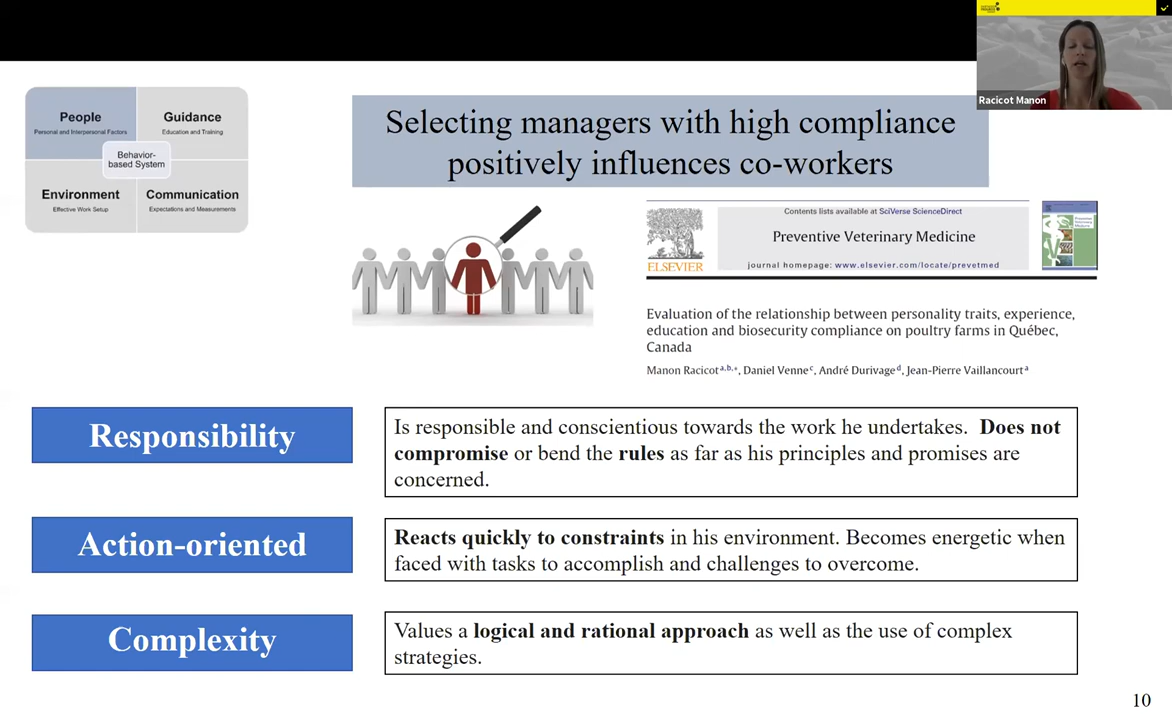 Racicot Manon
People
Personal and Interpersonal Factors
Guidance
Education and Training
Behavior-
based System
Environment
Effective Work Setup
Communication
Expectations and Measurements
Selecting managers with high compliance
positively influences co-workers
ELSEVIER
Contents lists available at SciVerse ScienceDirect
Preventive Veterinary Medicine
journal homepage: www.elsevier.com/locate/prevetmed
Evaluation of the relationship between personality traits, experience,
education and biosecurity compliance on poultry farms in Québec,
Canada
Manon Racicot a,b,*, Daniel Venne c, André Durivage d, Jean-Pierre Vaillancourt a
Responsibility
Is responsible and conscientious towards the work he undertakes. Does not
compromise or bend the rules as far as his principles and promises are
concerned.
Action-oriented
Reacts quickly to constraints in his environment. Becomes energetic when
faced with tasks to accomplish and challenges to overcome.
Complexity
Values a logical and rational approach as well as the use of complex
strategies.
10